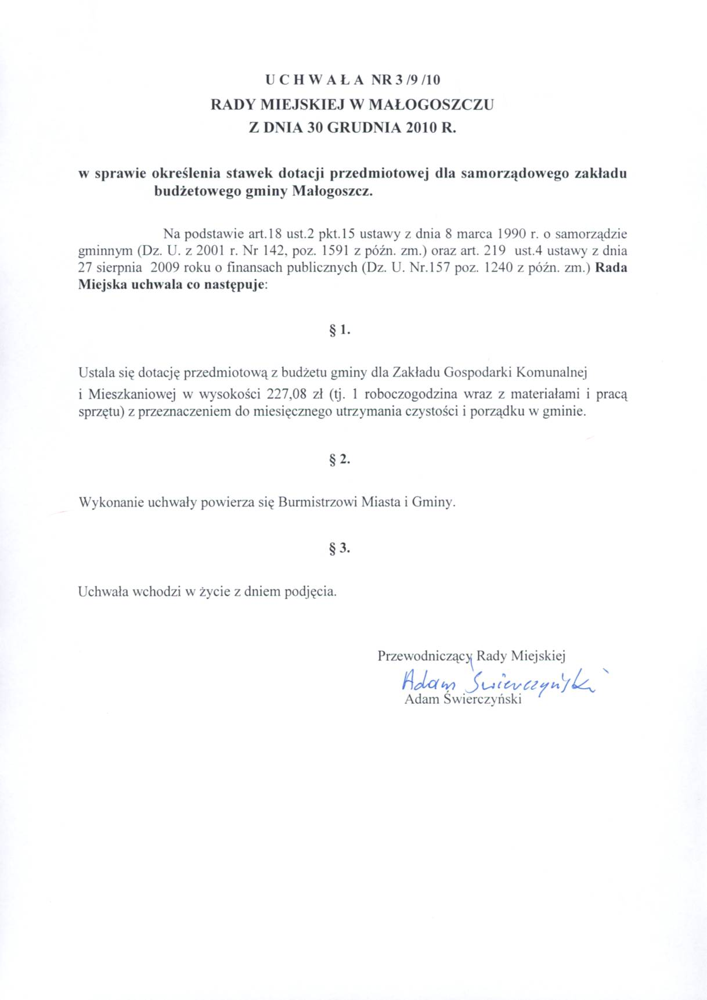 U C H W A Ł A NR 3 /9 /10
RADY MIEJSKIEJ W MAŁOGOSZCZU
Z DNIA 30 GRUDNIA 2010 R.
w sprawie określenia stawek dotacji przedmiotowej dla samorządowego zakładu
budżetowego gminy Małogoszcz.
Na podstawie art.18 ust.2 pkt.15 ustawy z dnia 8 marca 1990 r. o samorządzie
gminnym (Dz. U. z 2001 r. Nr 142, poz. 1591 z późn. zm.) oraz art. 219 ust.4 ustawy z dnia
27 sierpnia 2009 roku o finansach publicznych (Dz. U. Nr.157 poz. 1240 z późn. zm.) Rada
Miejska uchwala co następuje:
§ 1.
Ustala się dotację przedmiotową z budżetu gminy dla Zakładu Gospodarki Komunalnej
i Mieszkaniowej w wysokości 227,08 zł (tj. 1 roboczogodzina wraz z materiałami i pracą
sprzętu) z przeznaczeniem do miesięcznego utrzymania czystości i porządku w gminie.
§ 2.
Wykonanie uchwały powierza się Burmistrzowi Miasta i Gminy.
§ 3.
Uchwała wchodzi w życie z dniem podjęcia.
Przewodniczący Rady Miejskiej
Adam Świerczyński
Adam Świerczyński